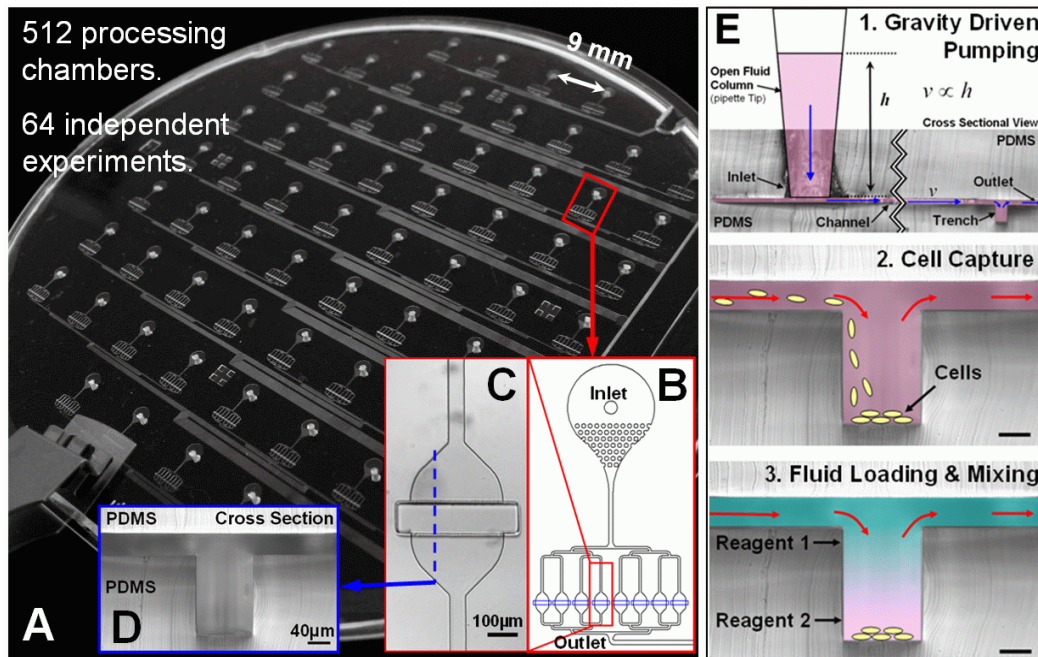 512 processing
chambers.
64 independent
experiments.
9 mm
A
PDMS
Cross Section
PDMS
D
40µm
C
100µm
B
Inlet
Outlet
E
1. Gravity Driven
Pumping
Open Fluid
Column
(pipette Tip)
h
v ∝ h
Cross Sectional View
PDMS
Inlet
v
Outlet
PDMS
Channel
Trench
2. Cell Capture
Cells
3. Fluid Loading & Mixing
Reagent 1
Reagent 2